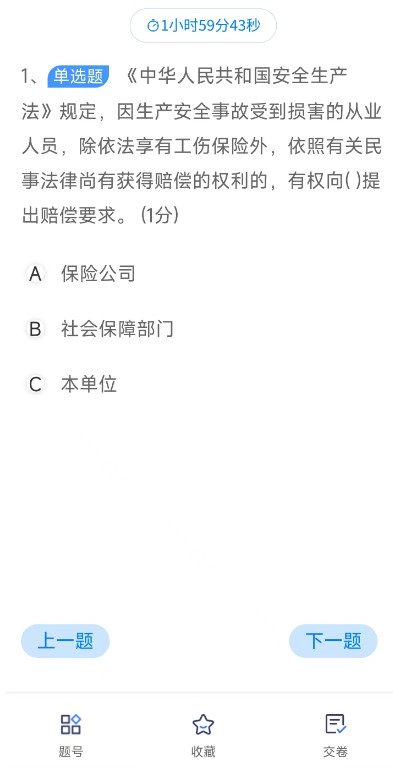 1小时59分43秒
1、 单选题 《中华人民共和国安全生产
法》规定，因生产安全事故受到损害的从业
人员，除依法享有工伤保险外，依照有关民
事法律尚有获得赔偿的权利的，有权向( )提
出赔偿要求。 (1分)
A 保险公司
B 社会保障部门
C 本单位
上一题 下一题
题号 收藏 交卷